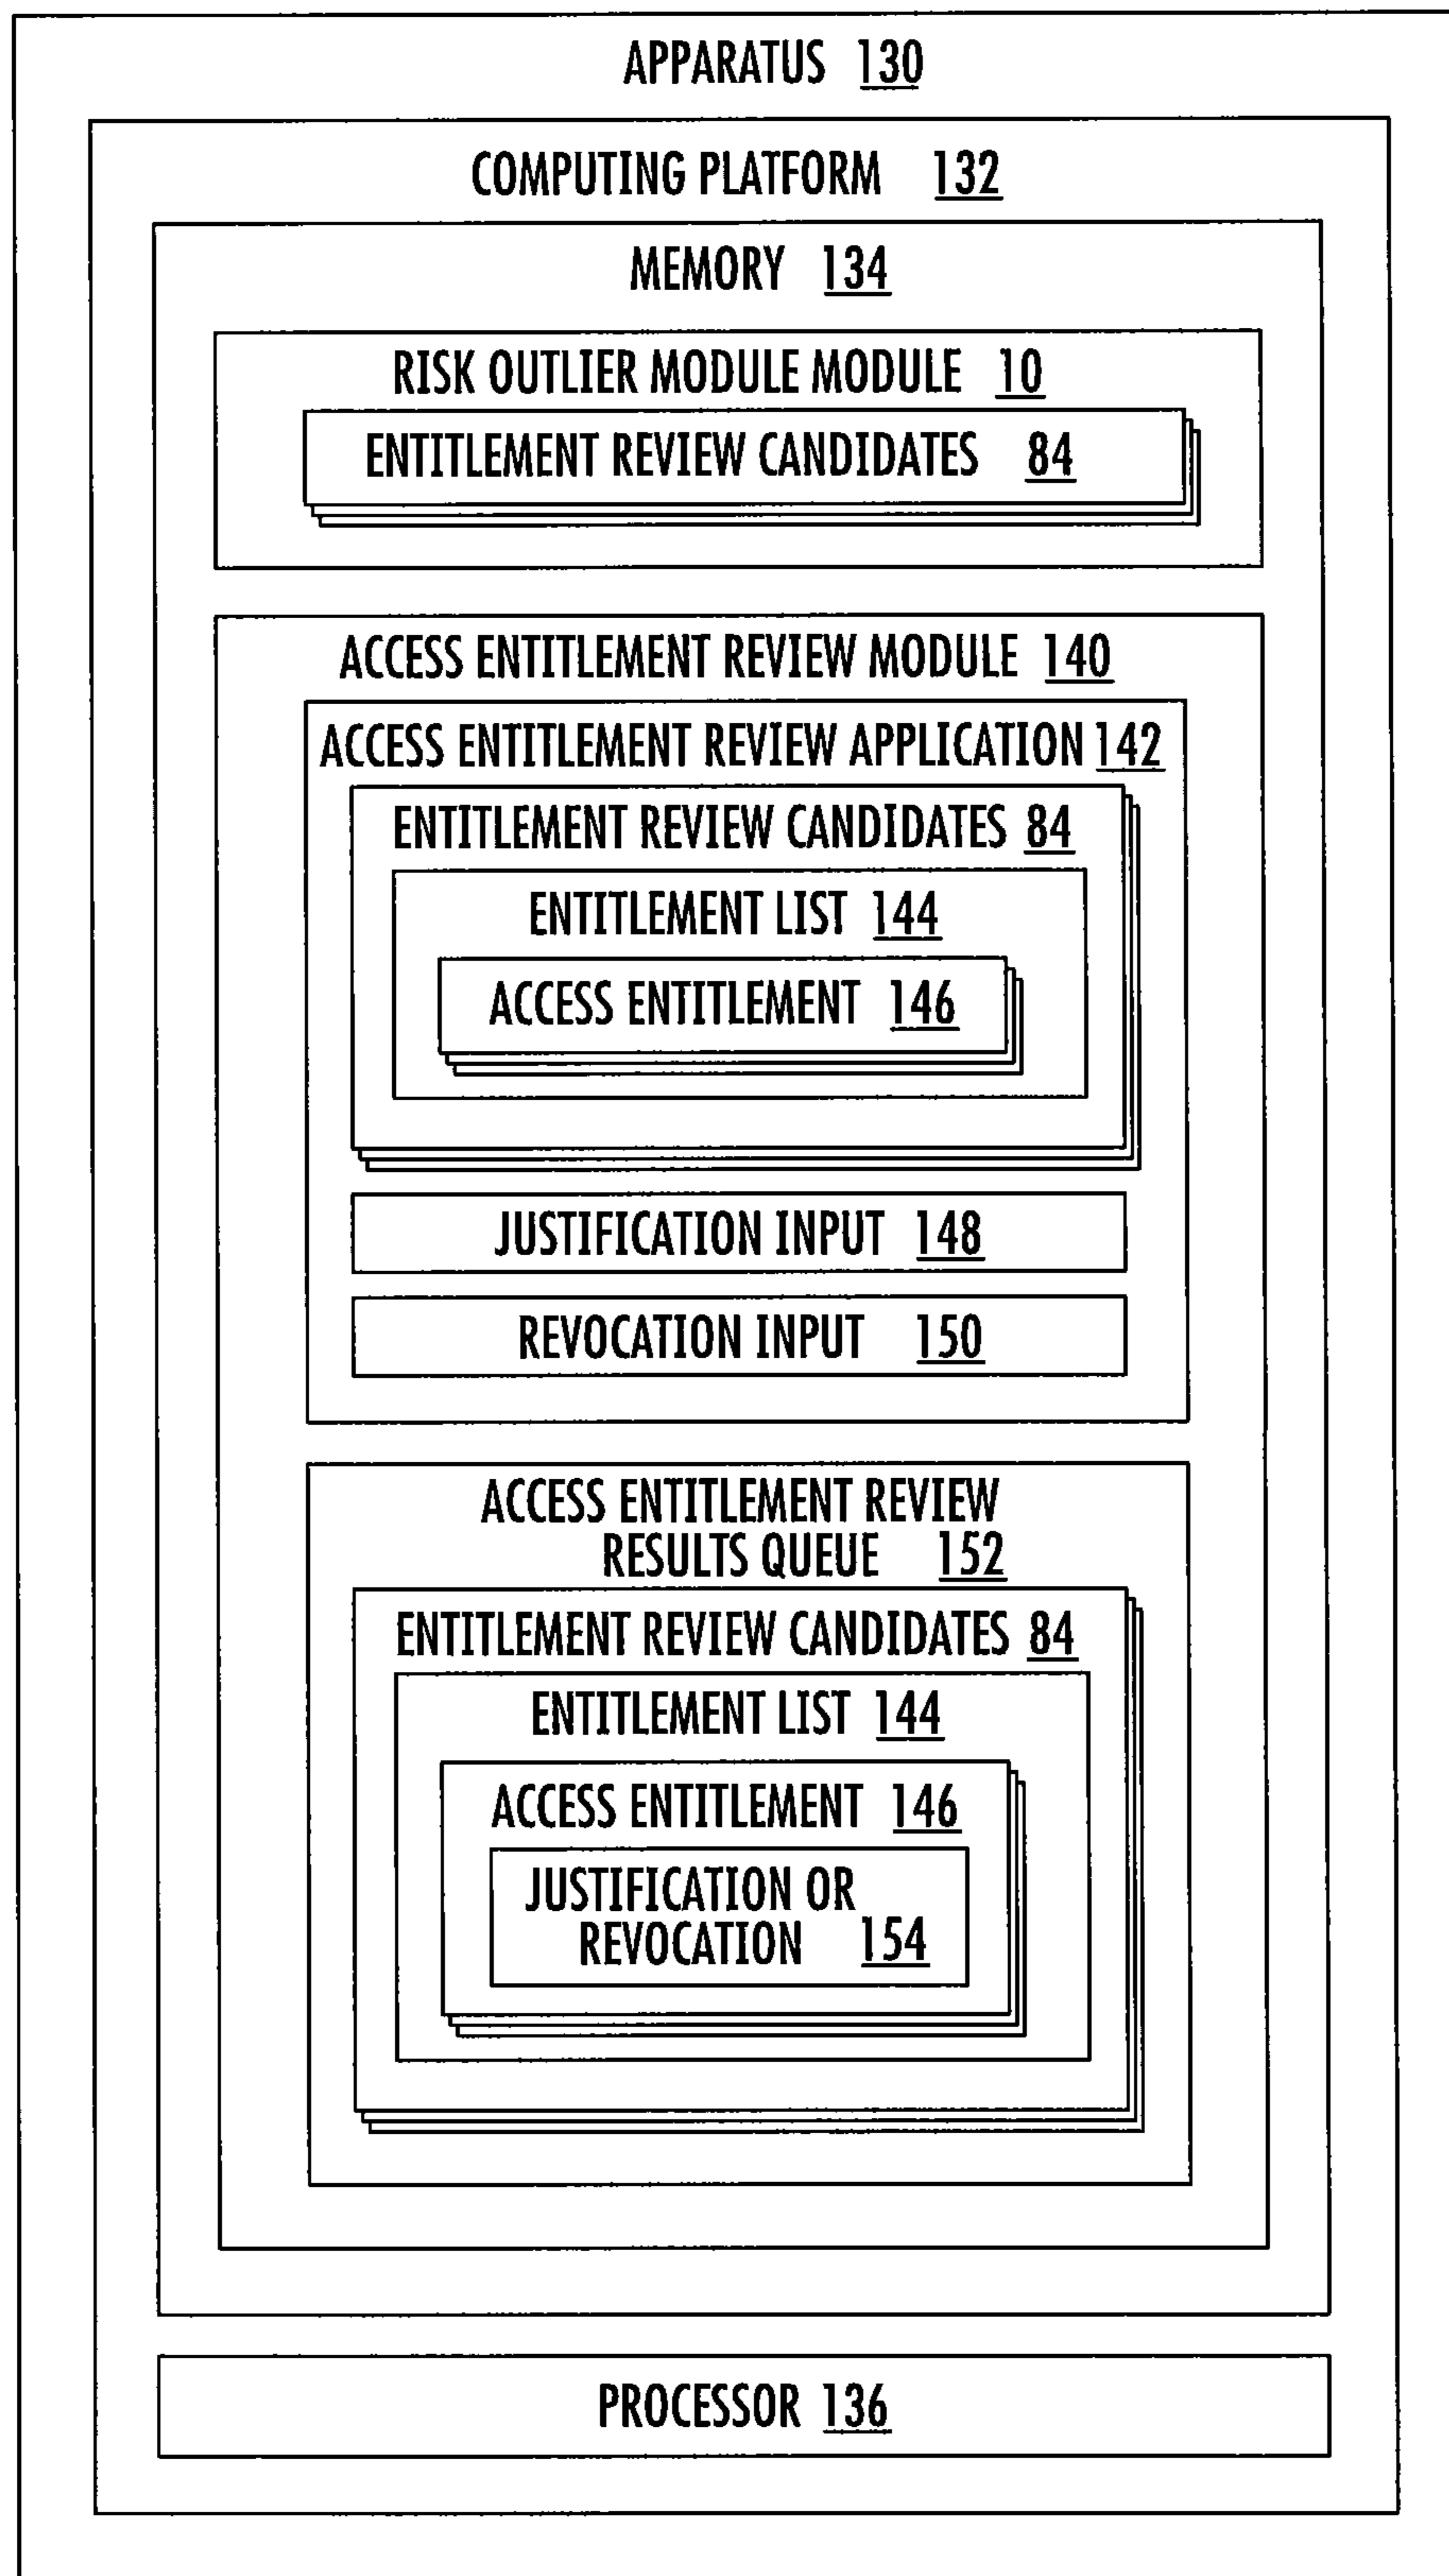 APPARATUS 130
COMPUTING PLATFORM 132
MEMORY 134
RISK OUTLIER MODULE MODULE 10
ENTITLEMENT REVIEW CANDIDATES 84
ACCESS ENTITLEMENT REVIEW MODULE 140
ACCESS ENTITLEMENT REVIEW APPLICATION 142
ENTITLEMENT REVIEW CANDIDATES 84
ENTITLEMENT LIST 144
ACCESS ENTITLEMENT 146
JUSTIFICATION INPUT 148
REVOCATION INPUT 150
ACCESS ENTITLEMENT REVIEW
RESULTS QUEUE 152
ENTITLEMENT REVIEW CANDIDATES 84
ENTITLEMENT LIST 144
ACCESS ENTITLEMENT 146
JUSTIFICATION OR
REVOCATION 154
PROCESSOR 136